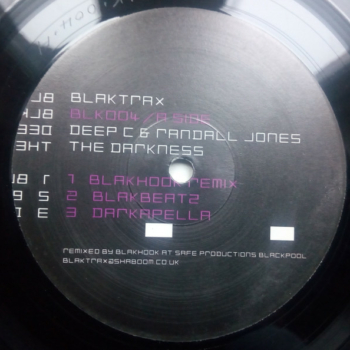 BLAKTRAX
BLK004 / A SIDE
DEEP C & RANDALL JONES
THE DARKNESS
1 BLAKHOOK REMIX
2 BLAKBEATZ
3 DARKAPELLA
REMIXED BY BLAKHOOK AT SAFE PRODUCTIONS BLACKPOOL
BLAKTRAX@SHABOOM.CO.UK